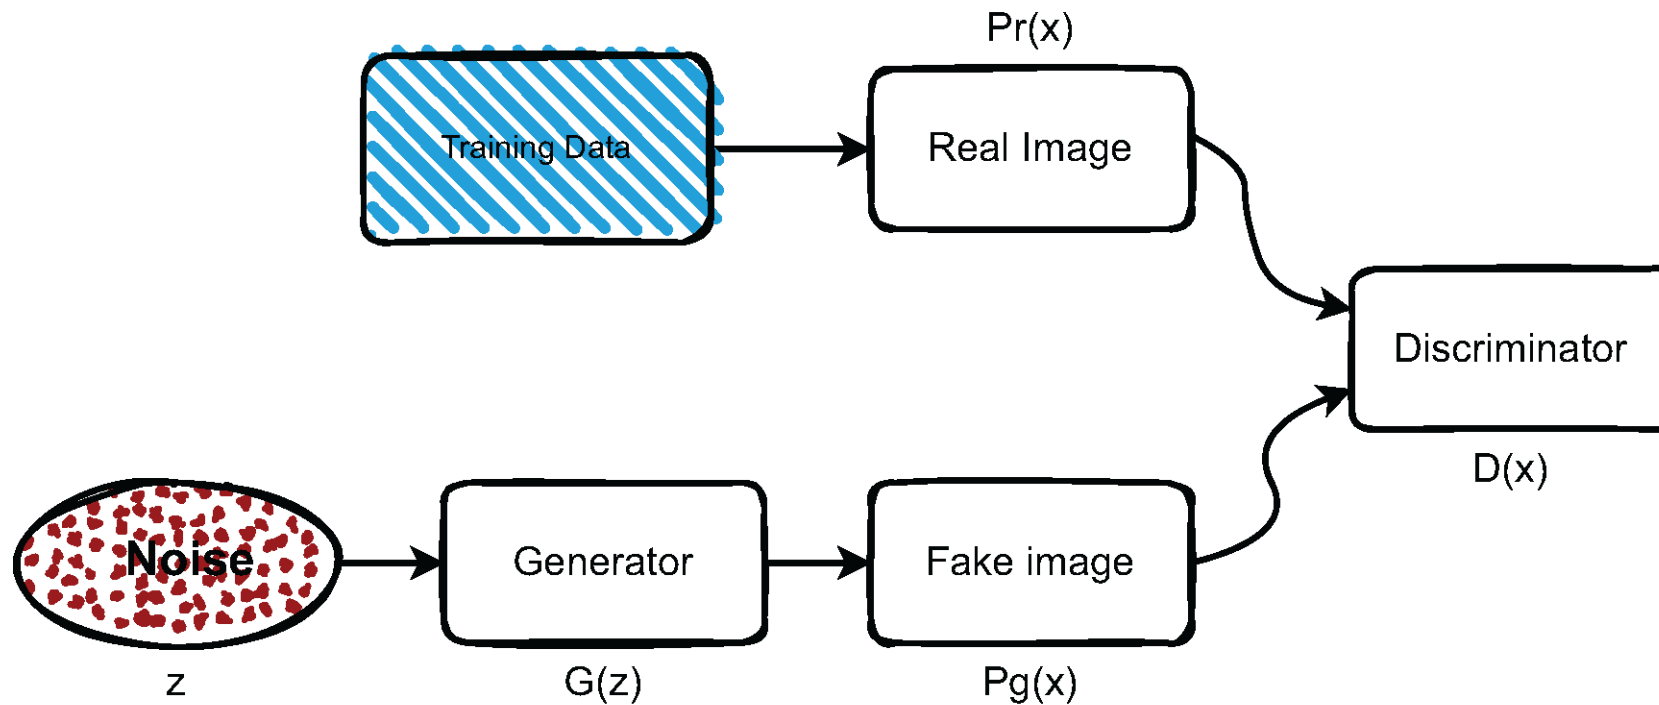 Pr(x)
Training Data
Real Image
Discriminator
D(x)
Noise
Generator
Fake image
z
G(z)
Pg(x)